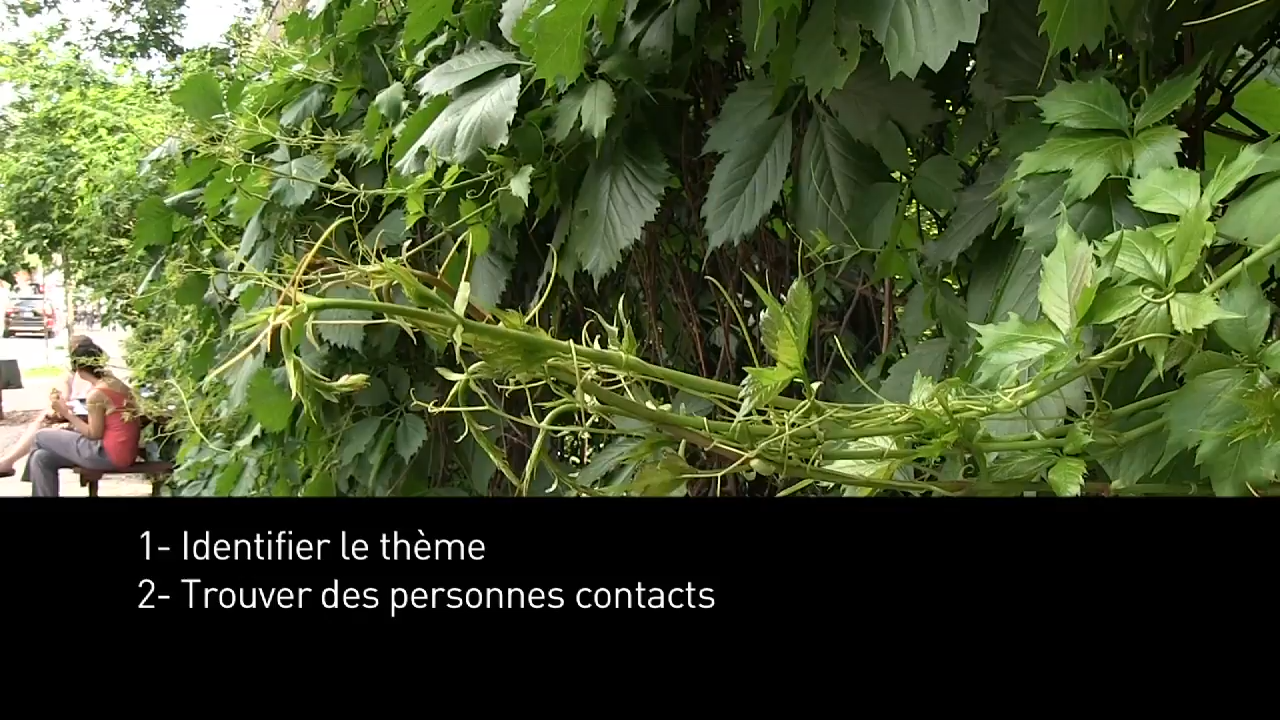 1- Identifier le thème
2- Trouver des personnes contacts